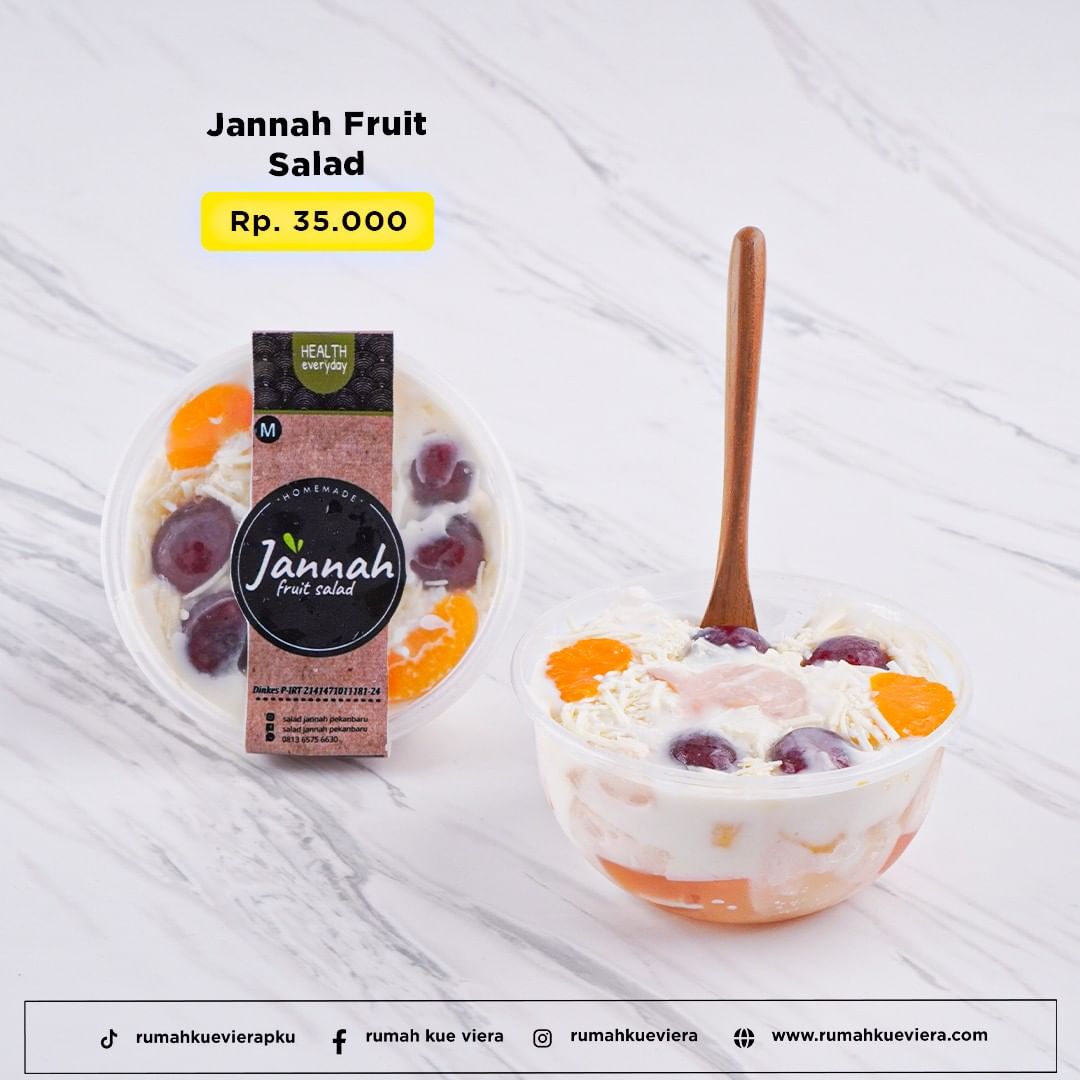 Jannah Fruit
Salad
Rp. 35.000
HEALTH
everyday
M
HOMEMADE
Jannah
fruit salad
Dinkes P-IRT 2141471011181-24
salad jannah pekanbaru
salad jannah pekanbaru
0813 6575 6630
rumahkuevierapku
rumah kue viera
rumahkueviera
www.rumahkueviera.com